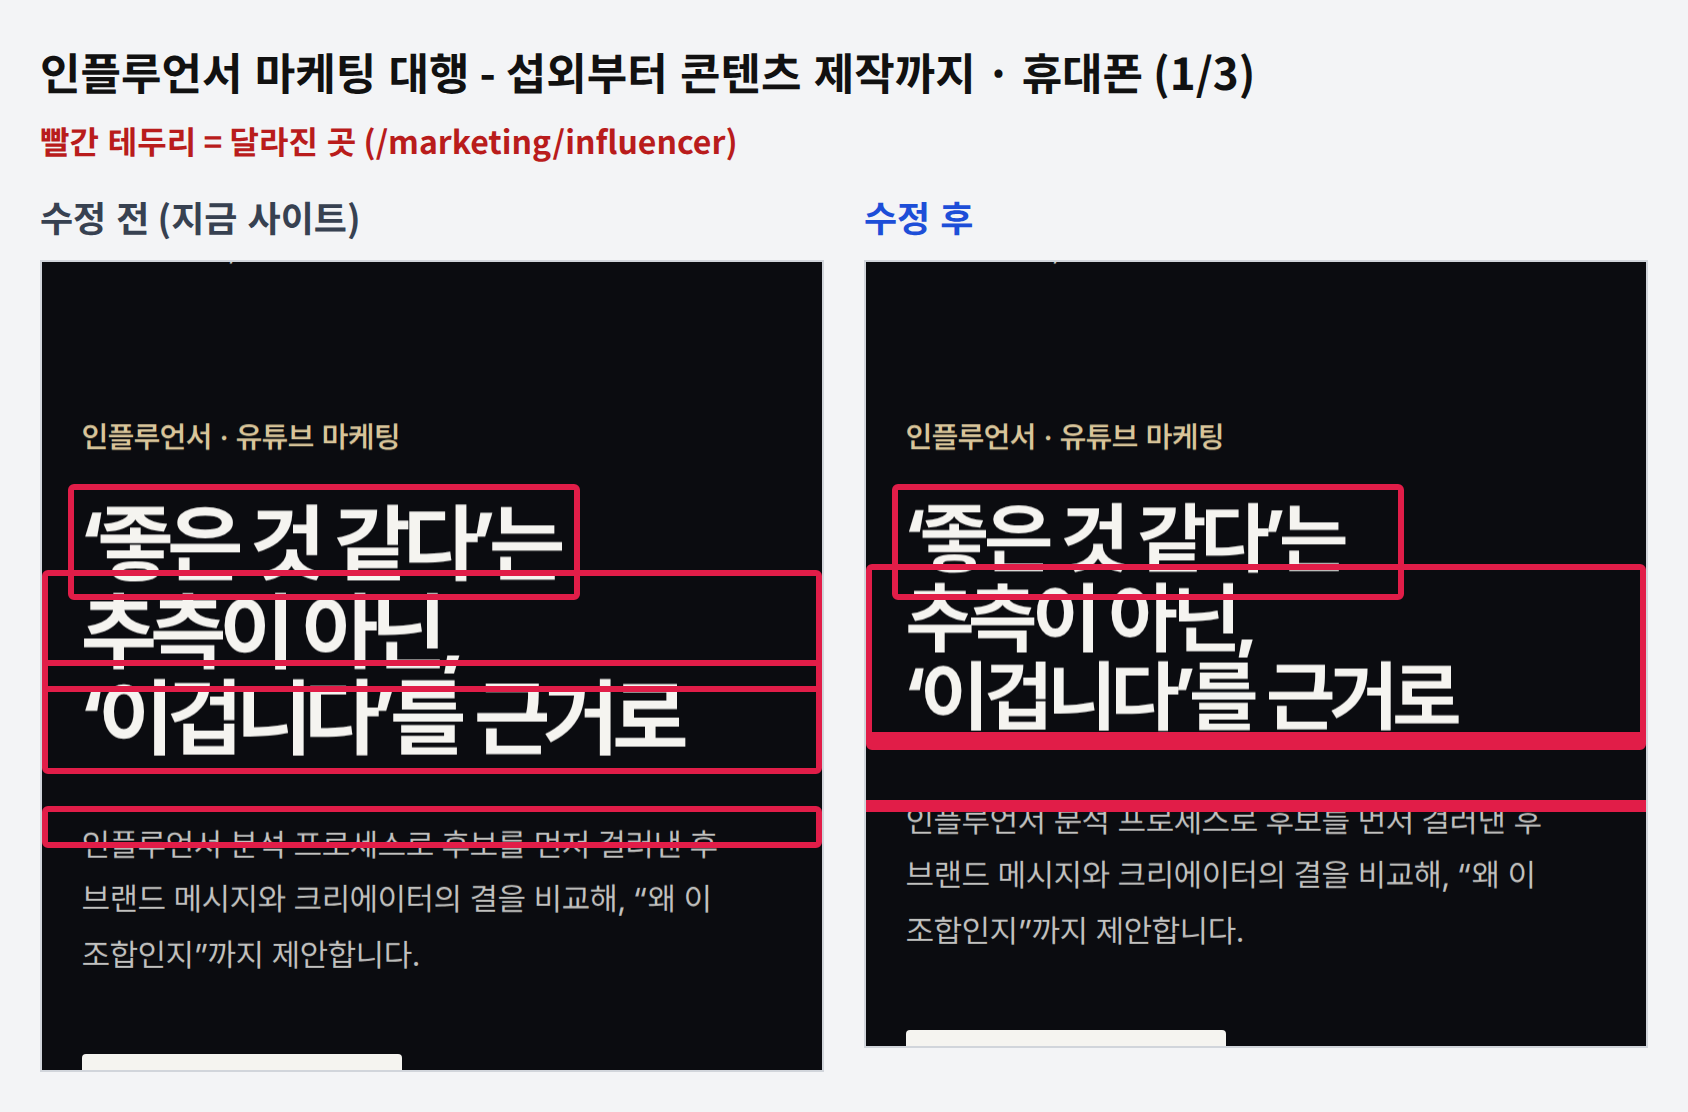 인플루언서 마케팅 대행 - 섭외부터 콘텐츠 제작까지 · 휴대폰 (1/3)
빨간 테두리 = 달라진 곳 (/marketing/influencer)
수정 전 (지금 사이트)
인플루언서 · 유튜브 마케팅
‘좋은 것 같다’는
추측이 아닌,
‘이겁니다’를 근거로
인플루언서 분석 프로세스로 후보를 먼저 걸러낸 후
브랜드 메시지와 크리에이터의 결을 비교해, “왜 이
조합인지”까지 제안합니다.
수정 후
인플루언서 · 유튜브 마케팅
‘좋은 것 같다’는
추측이 아닌,
‘이겁니다’를 근거로
인플루언서 분석 프로세스로 후보를 먼저 걸러낸 후
브랜드 메시지와 크리에이터의 결을 비교해, “왜 이
조합인지”까지 제안합니다.